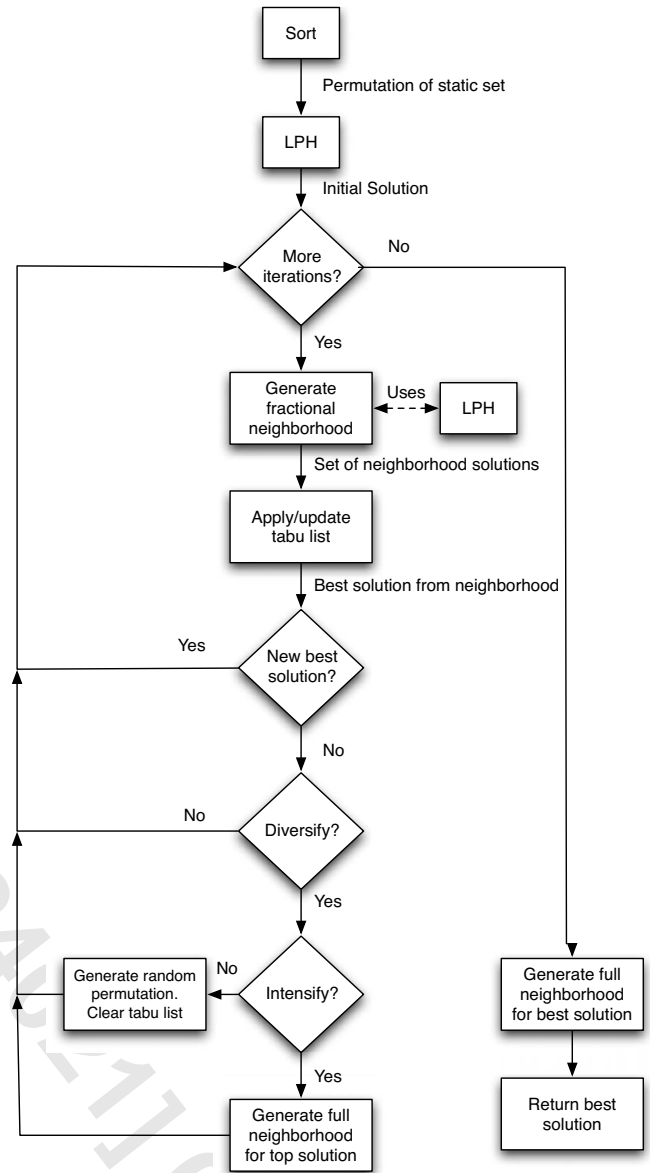 Sort
Permutation of static set
LPH
Initial Solution
More
iterations?
No
Yes
Generate
fractional
neighborhood
Uses
LPH
Set of neighborhood solutions
Apply/update
tabu list
Best solution from neighborhood
Yes
New best
solution?
No
No
Diversify?
Yes
Generate random
permutation.
Clear tabu list
No
Intensify?
Generate full
neighborhood
for best solution
Yes
Generate full
neighborhood
for top solution
Return best
solution